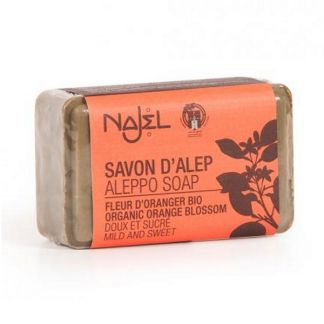 NAJEL
SAVON D'ALEP
ALEPPO SOAP
FLEUR D'ORANGER BIO
ORGANIC ORANGE BLOSSOM
DOUX ET SUCRÉ
MILD AND SWEET